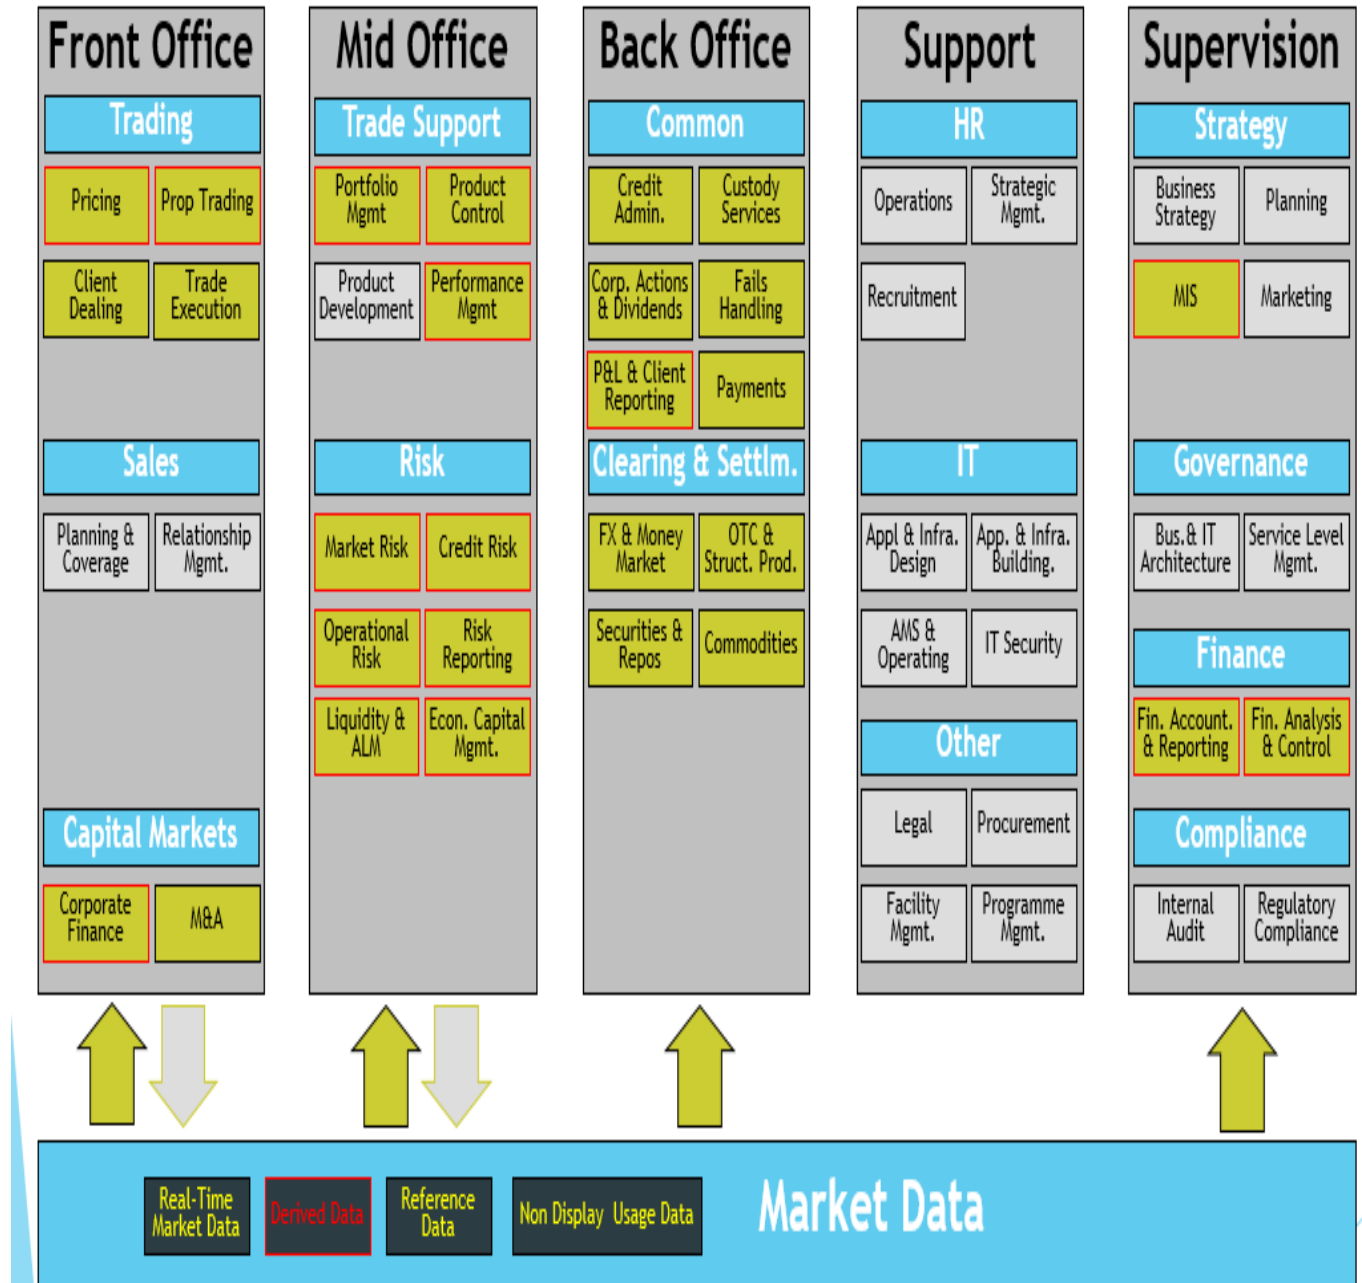 Front Office
Trading
Pricing
Prop Trading
Client
Dealing
Trade
Execution
Sales
Planning &
Coverage
Relationship
Mgmt.
Capital Markets
Corporate
Finance
M&A
Mid Office
Trade Support
Portfolio
Mgmt
Product
Control
Product
Development
Performance
Mgmt
Risk
Market Risk
Credit Risk
Operational
Risk
Risk
Reporting
Liquidity &
ALM
Econ. Capital
Mgmt.
Back Office
Common
Credit
Admin.
Custody
Services
Corp. Actions
& Dividends
Fails
Handling
P&L & Client
Reporting
Payments
Clearing & Settlm.
FX & Money
Market
OTC &
Struct. Prod.
Securities &
Repos
Commodities
Support
HR
Operations
Strategic
Mgmt.
Recruitment
IT
Appl & Infra.
Design
App. & Infra.
Building.
AMS &
Operating
IT Security
Other
Legal
Procurement
Facility
Mgmt.
Programme
Mgmt.
Supervision
Strategy
Business
Strategy
Planning
MIS
Marketing
Governance
Bus.& IT
Architecture
Service Level
Mgmt.
Finance
Fin. Account.
& Reporting
Fin. Analysis
& Control
Compliance
Internal
Audit
Regulatory
Compliance
Real-Time
Market Data
Derived Data
Reference
Data
Non Display Usage Data
Market Data